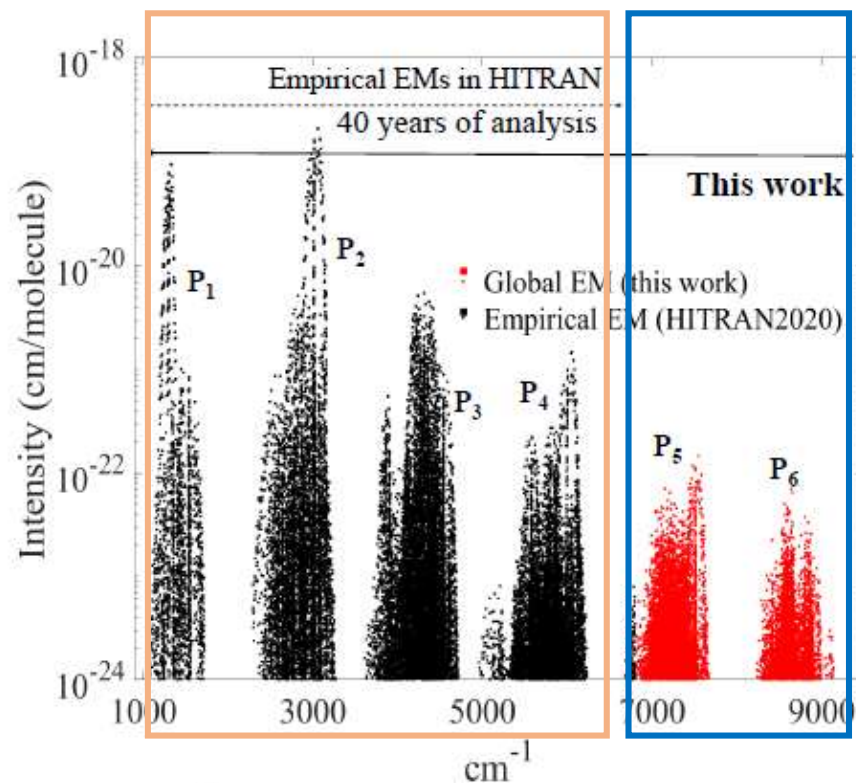 10⁻¹⁸
Empirical EMs in HITRAN
40 years of analysis
This work
10⁻²⁰
P₁
P₂
Global EM (this work)
Empirical EM (HITRAN2020)
P₃
P₄
10⁻²²
P₅
P₆
10⁻²⁴
1000 3000 5000 7000 9000
cm⁻¹
Intensity (cm/molecule)